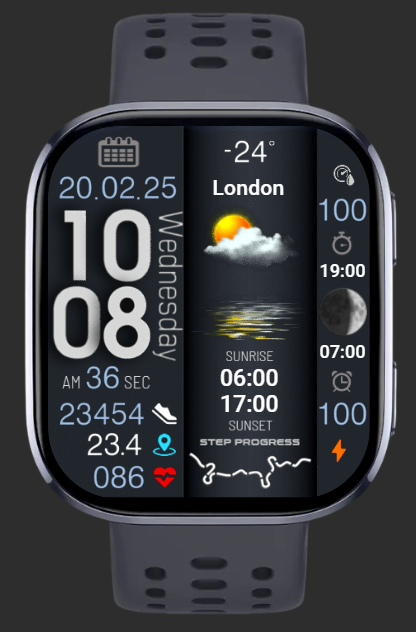 20.02.25
10
08
Wednesday
AM 36 SEC
23454
23.4
086
-24°
London
SUNRISE
06:00
17:00
SUNSET
STEP PROGRESS
100
19:00
07:00
100